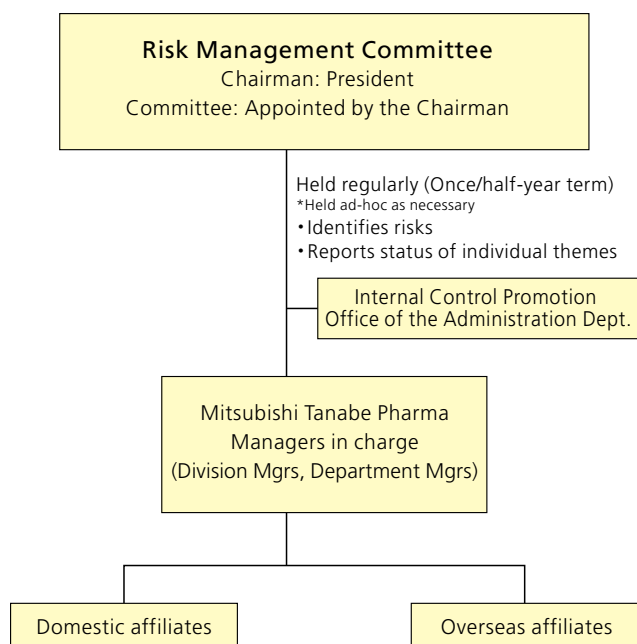 Risk Management Committee
Chairman: President
Committee: Appointed by the Chairman
Held regularly (Once/half-year term)
*Held ad-hoc as necessary
・Identifies risks
・Reports status of individual themes
Internal Control Promotion
Office of the Administration Dept.
Mitsubishi Tanabe Pharma
Managers in charge
(Division Mgrs, Department Mgrs)
Domestic affiliates
Overseas affiliates